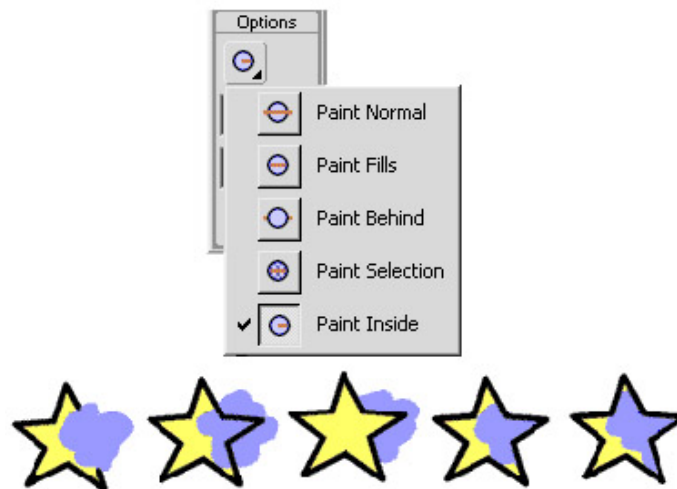 Options
Paint Normal
Paint Fills
Paint Behind
Paint Selection
Paint Inside